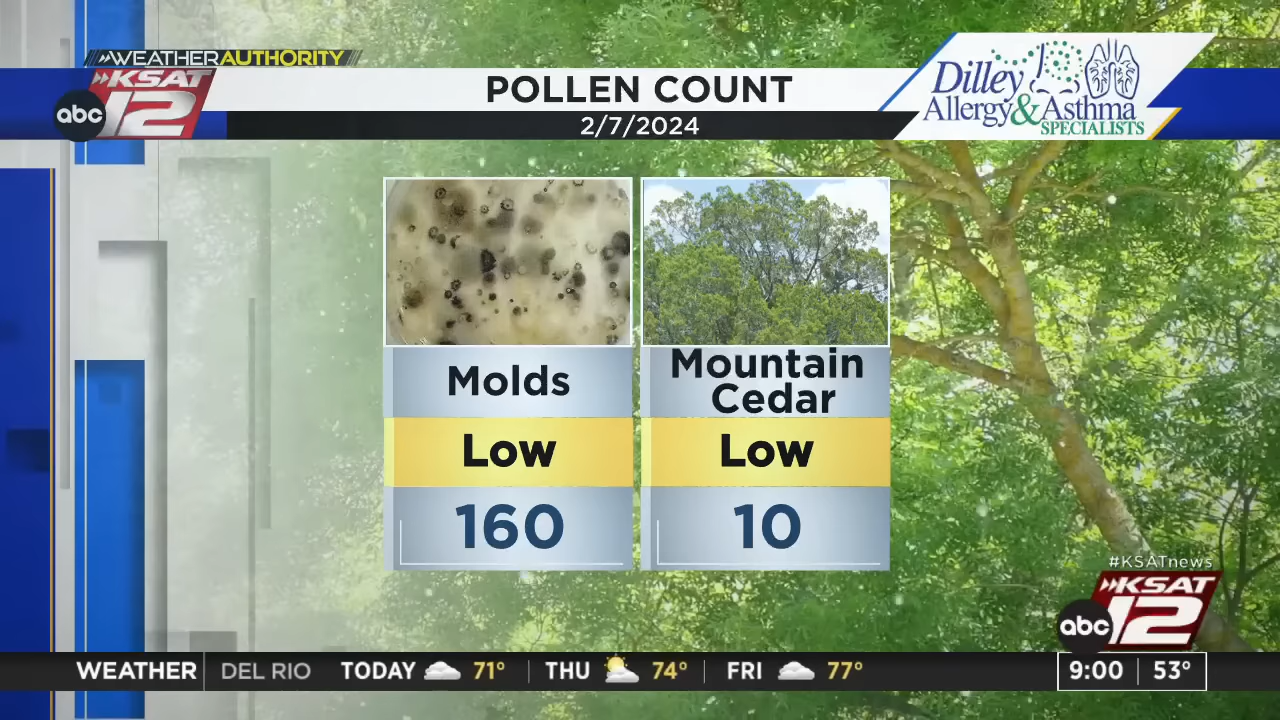 WEATHERAUTHORITY
KSAT
abc 12
POLLEN COUNT
2/7/2024
Dilley
Allergy&Asthma
SPECIALISTS
Molds
Low
160
Mountain
Cedar
Low
10
#KSATnews
KSAT
abc 12
WEATHER DEL RIO TODAY 71° THU 74° FRI 77° 9:00 53°